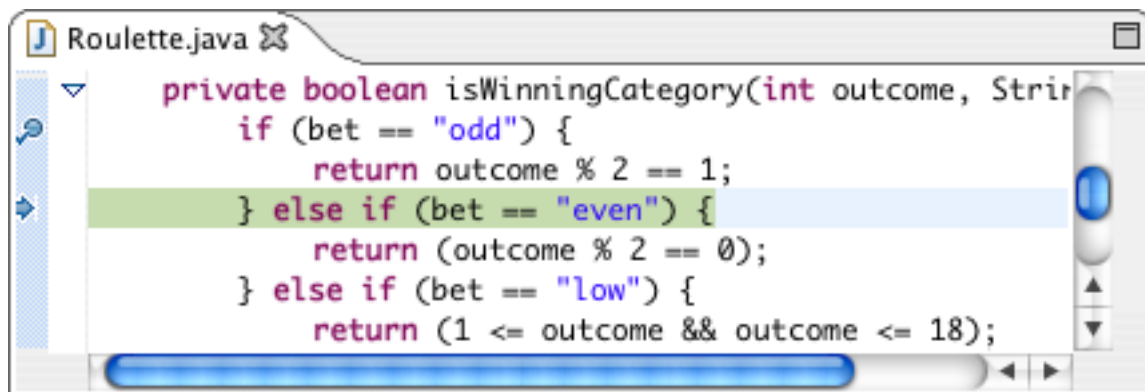 Roulette.java
private boolean isWinningCategory(int outcome, Strin
if (bet == "odd") {
return outcome % 2 == 1;
} else if (bet == "even") {
return (outcome % 2 == 0);
} else if (bet == "low") {
return (1 <= outcome && outcome <= 18);